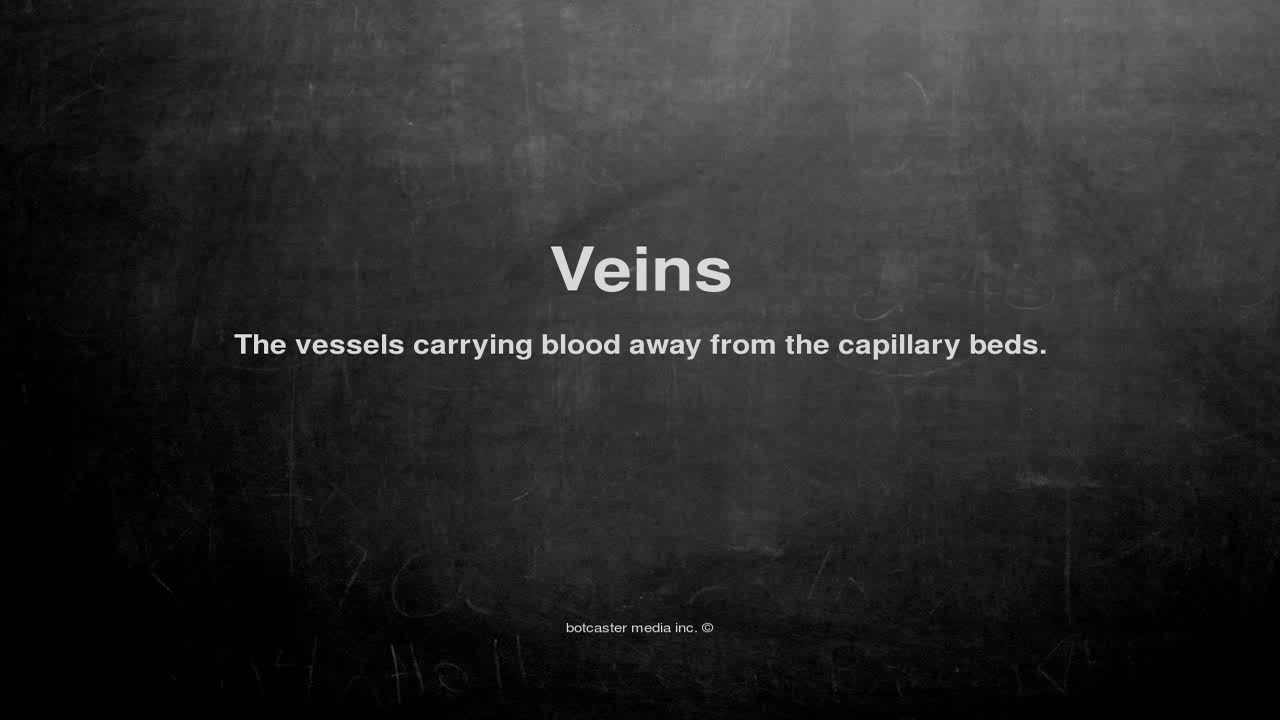 Veins
The vessels carrying blood away from the capillary beds.
botcaster media inc. ©